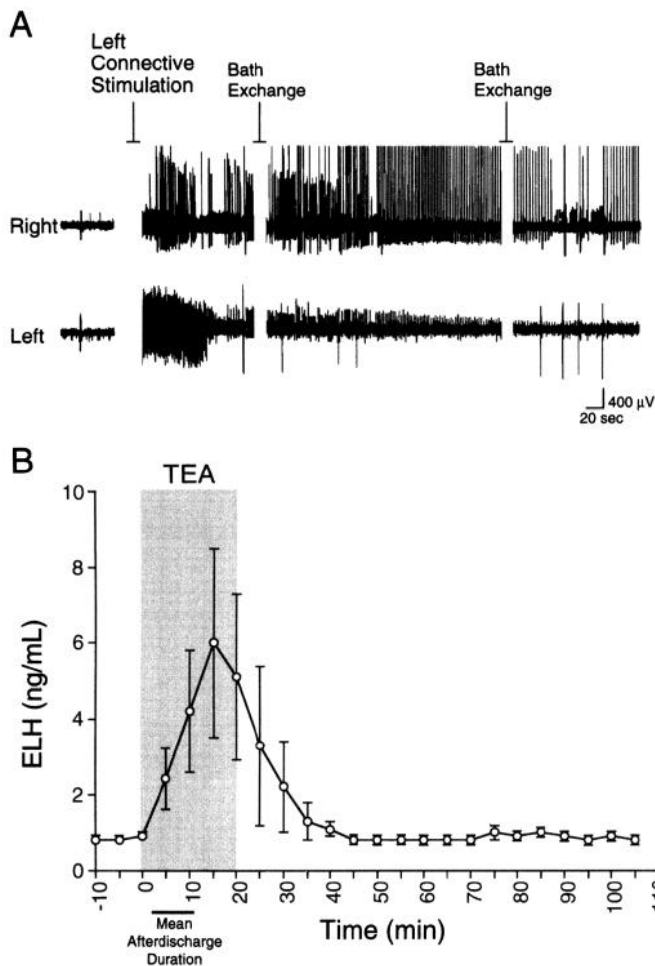 A
Left
Connective
Stimulation
Bath
Exchange
Bath
Exchange
Right
Left
400 µV
20 sec
B
TEA
10
8
6
4
2
0
ELH (ng/mL)
-10 0 10 20 30 40 50 60 70 80 90 100 110
Time (min)
Mean
Afterdischarge
Duration